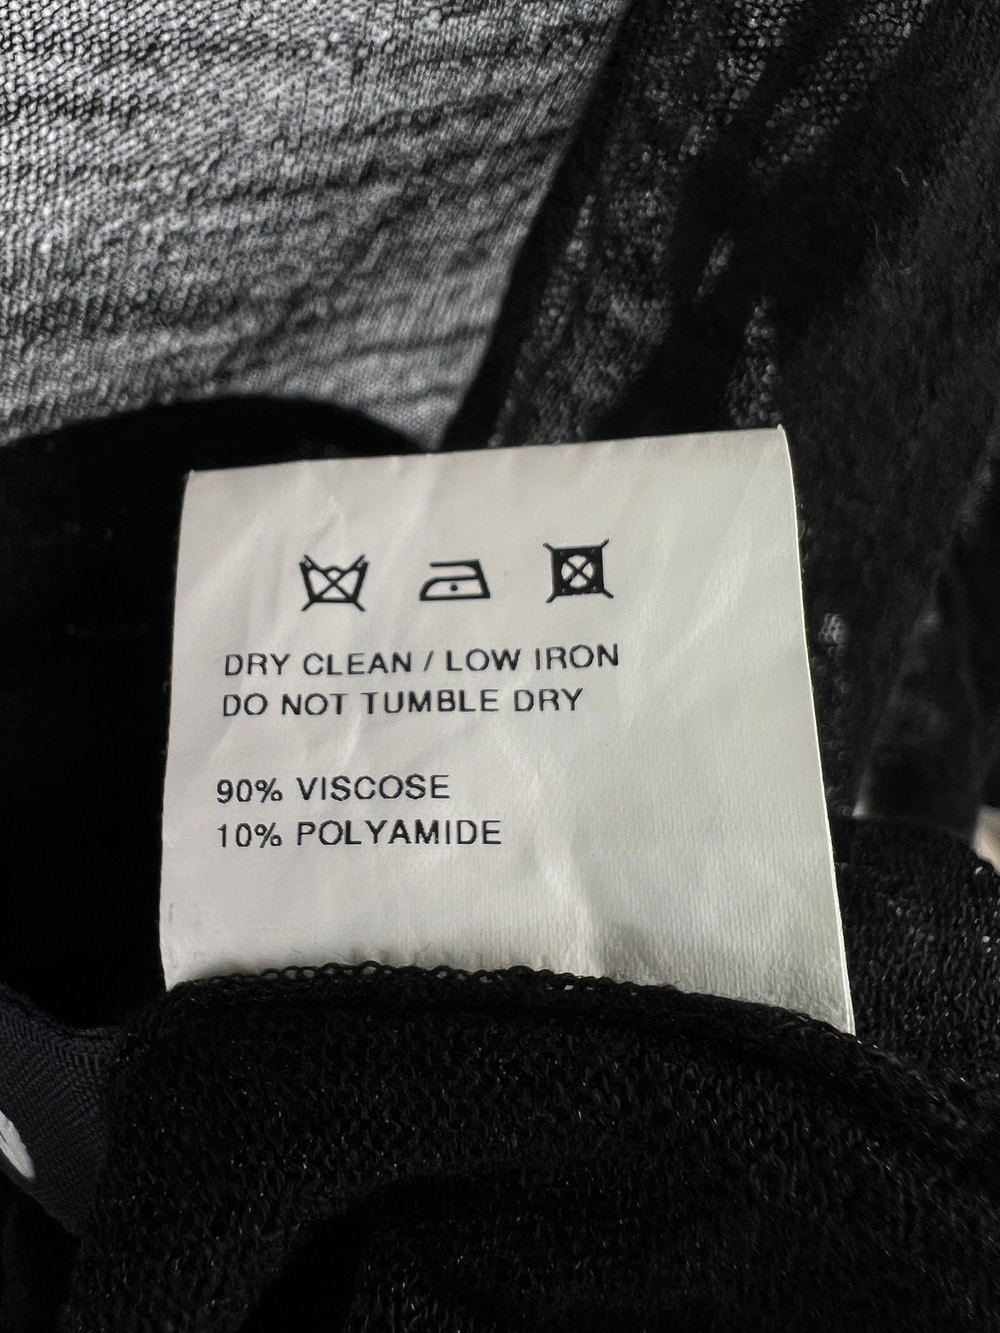 DRY CLEAN / LOW IRON
DO NOT TUMBLE DRY
90% VISCOSE
10% POLYAMIDE